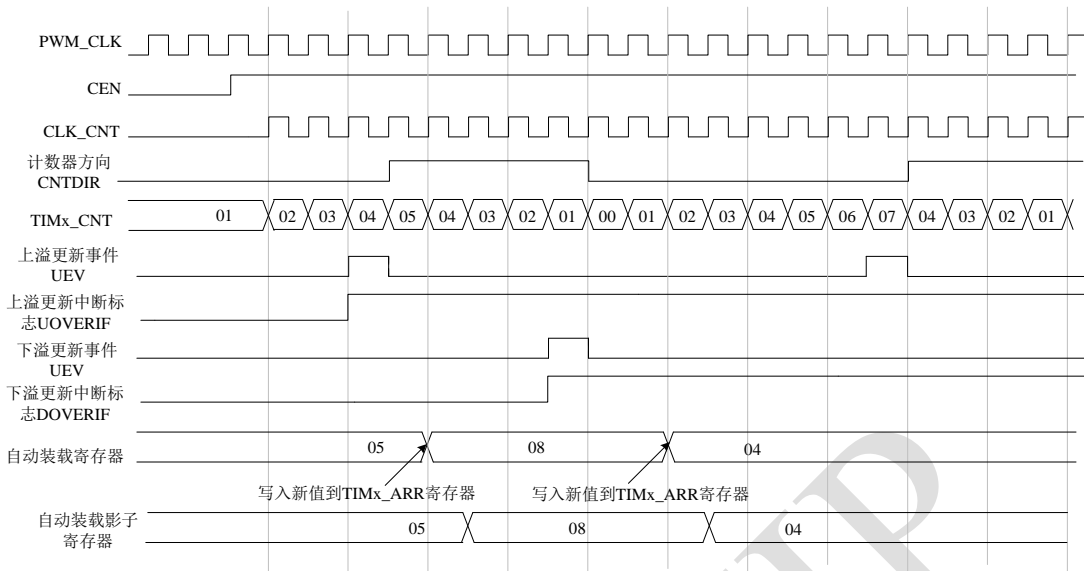 PWM_CLK
CEN
CLK_CNT
计数器方向
CNTDIR
TIMx_CNT 01 02 03 04 05 04 03 02 01 00 01 02 03 04 05 06 07 04 03 02 01
上溢更新事件
UEV
上溢更新中断标
志UOVERIF
下溢更新事件
UEV
下溢更新中断标
志DOVERIF
自动装载寄存器 05 08 04
写入新值到TIMx_ARR寄存器 写入新值到TIMx_ARR寄存器
自动装载影子
寄存器 05 08 04